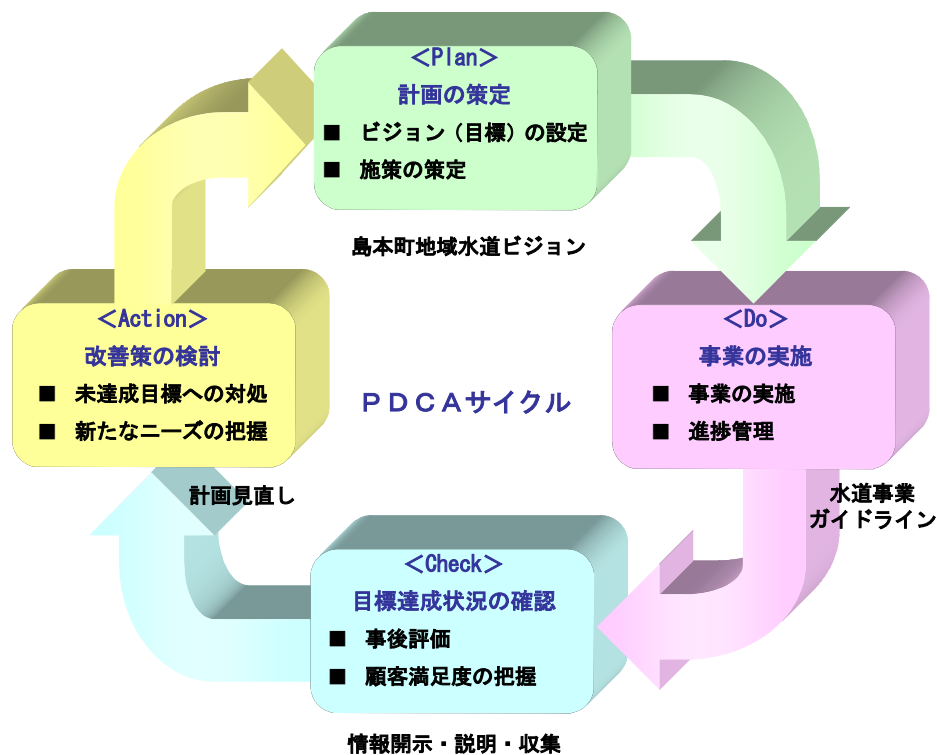 ＜Plan＞
計画の策定
■ ビジョン（目標）の設定
■ 施策の策定
島本町地域水道ビジョン
＜Do＞
事業の実施
■ 事業の実施
■ 進捗管理
水道事業
ガイドライン
＜Check＞
目標達成状況の確認
■ 事後評価
■ 顧客満足度の把握
情報開示・説明・収集
＜Action＞
改善策の検討
■ 未達成目標への対処
■ 新たなニーズの把握
計画見直し
ＰＤＣＡサイクル